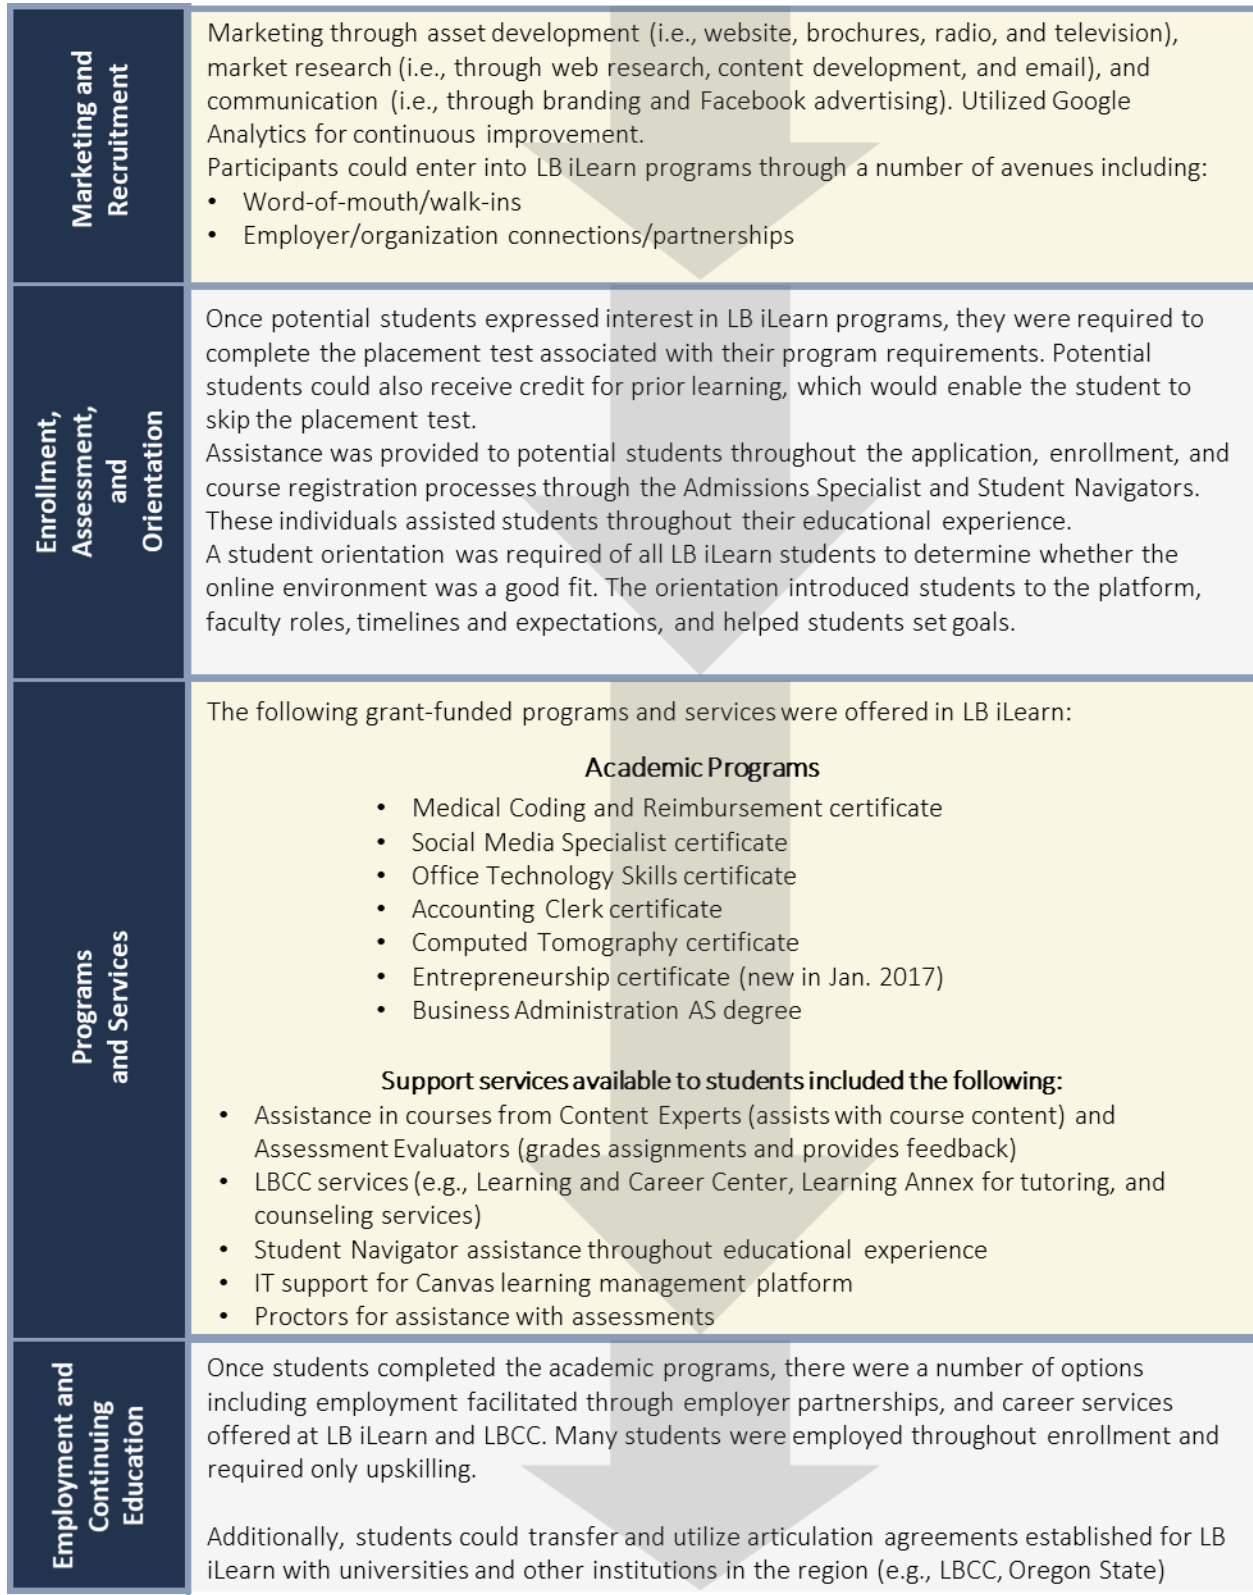 Marketing and
Recruitment
Marketing through asset development (i.e., website, brochures, radio, and television),
market research (i.e., through web research, content development, and email), and
communication (i.e., through branding and Facebook advertising). Utilized Google
Analytics for continuous improvement.
Participants could enter into LB iLearn programs through a number of avenues including:
• Word-of-mouth/walk-ins
• Employer/organization connections/partnerships
Enrollment,
Assessment,
and
Orientation
Once potential students expressed interest in LB iLearn programs, they were required to
complete the placement test associated with their program requirements. Potential
students could also receive credit for prior learning, which would enable the student to
skip the placement test.
Assistance was provided to potential students throughout the application, enrollment, and
course registration processes through the Admissions Specialist and Student Navigators.
These individuals assisted students throughout their educational experience.
A student orientation was required of all LB iLearn students to determine whether the
online environment was a good fit. The orientation introduced students to the platform,
faculty roles, timelines and expectations, and helped students set goals.
Programs
and Services
The following grant-funded programs and services were offered in LB iLearn:
Academic Programs
• Medical Coding and Reimbursement certificate
• Social Media Specialist certificate
• Office Technology Skills certificate
• Accounting Clerk certificate
• Computed Tomography certificate
• Entrepreneurship certificate (new in Jan. 2017)
• Business Administration AS degree
Support services available to students included the following:
• Assistance in courses from Content Experts (assists with course content) and
Assessment Evaluators (grades assignments and provides feedback)
• LBCC services (e.g., Learning and Career Center, Learning Annex for tutoring, and
counseling services)
• Student Navigator assistance throughout educational experience
• IT support for Canvas learning management platform
• Proctors for assistance with assessments
Employment and
Continuing
Education
Once students completed the academic programs, there were a number of options
including employment facilitated through employer partnerships, and career services
offered at LB iLearn and LBCC. Many students were employed throughout enrollment and
required only upskilling.
Additionally, students could transfer and utilize articulation agreements established for LB
iLearn with universities and other institutions in the region (e.g., LBCC, Oregon State)